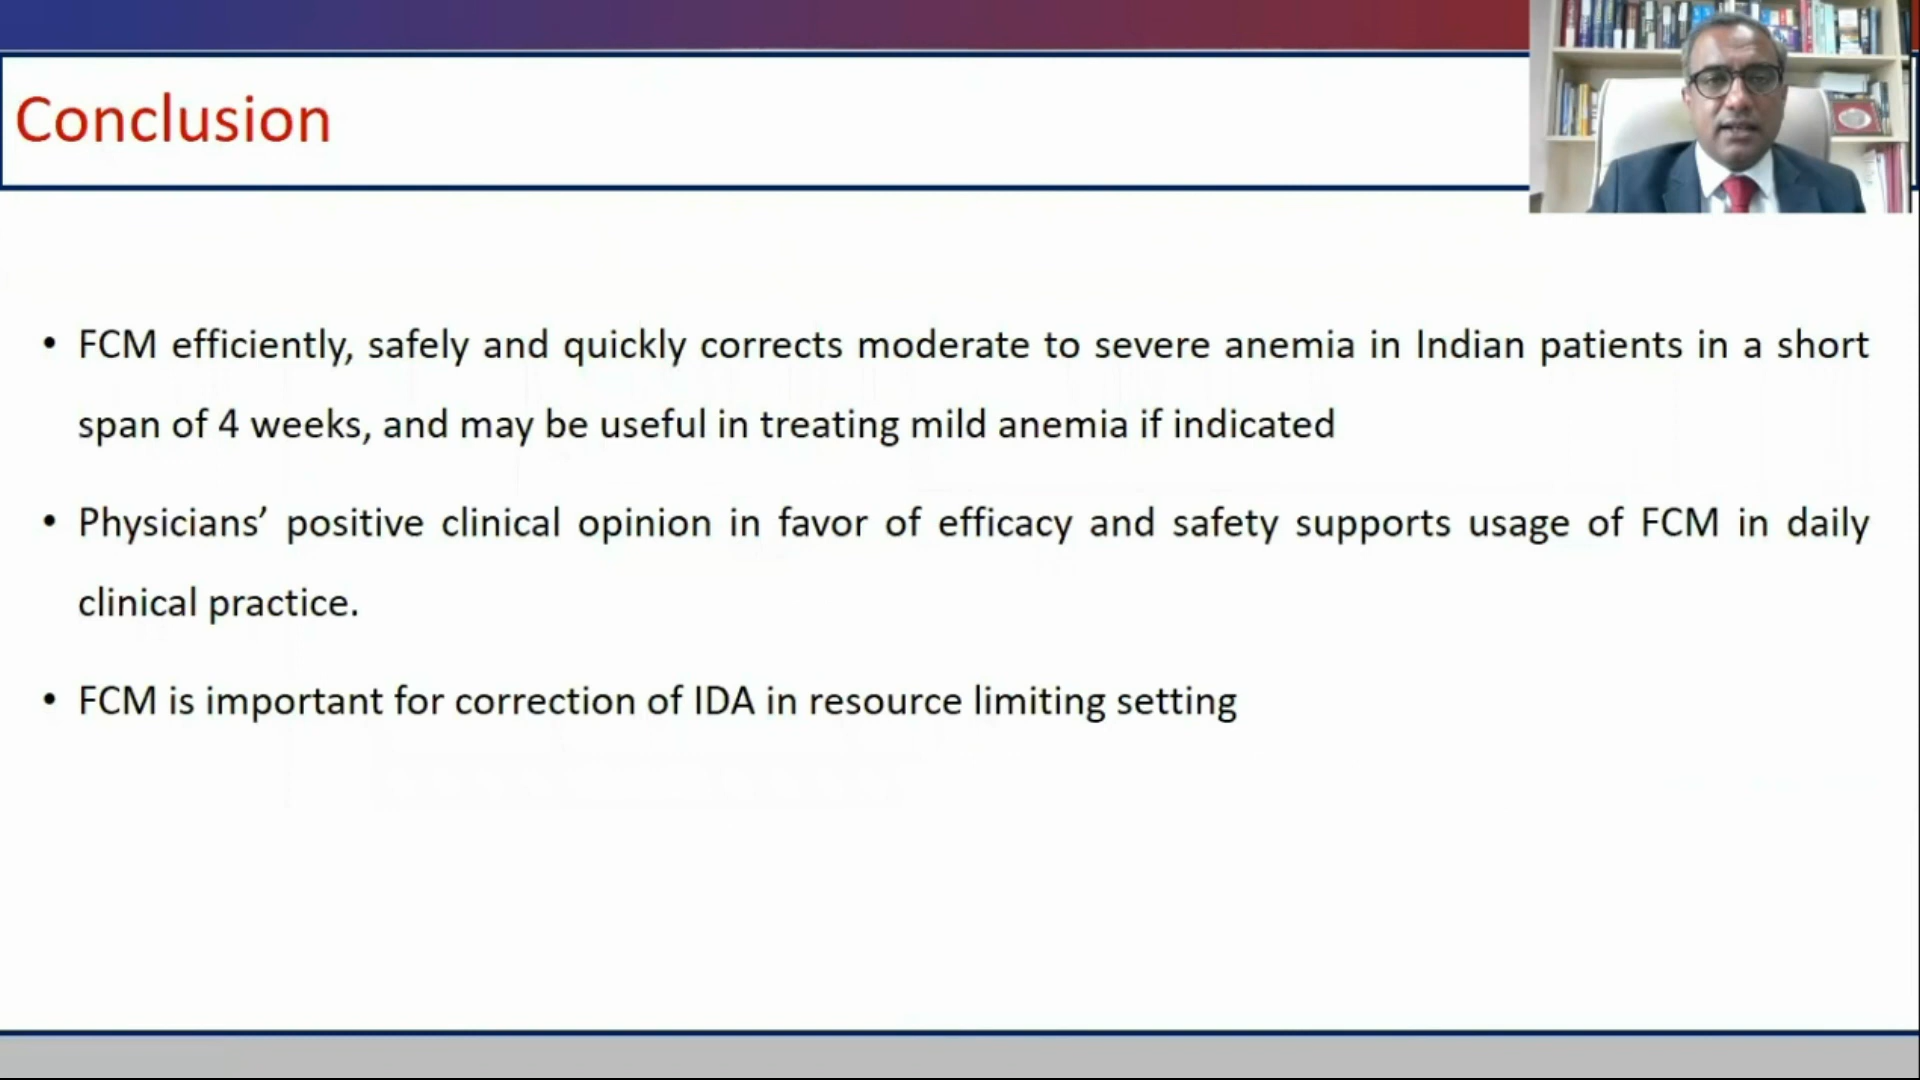 Conclusion
• FCM efficiently, safely and quickly corrects moderate to severe anemia in Indian patients in a short
span of 4 weeks, and may be useful in treating mild anemia if indicated
• Physicians’ positive clinical opinion in favor of efficacy and safety supports usage of FCM in daily
clinical practice.
• FCM is important for correction of IDA in resource limiting setting